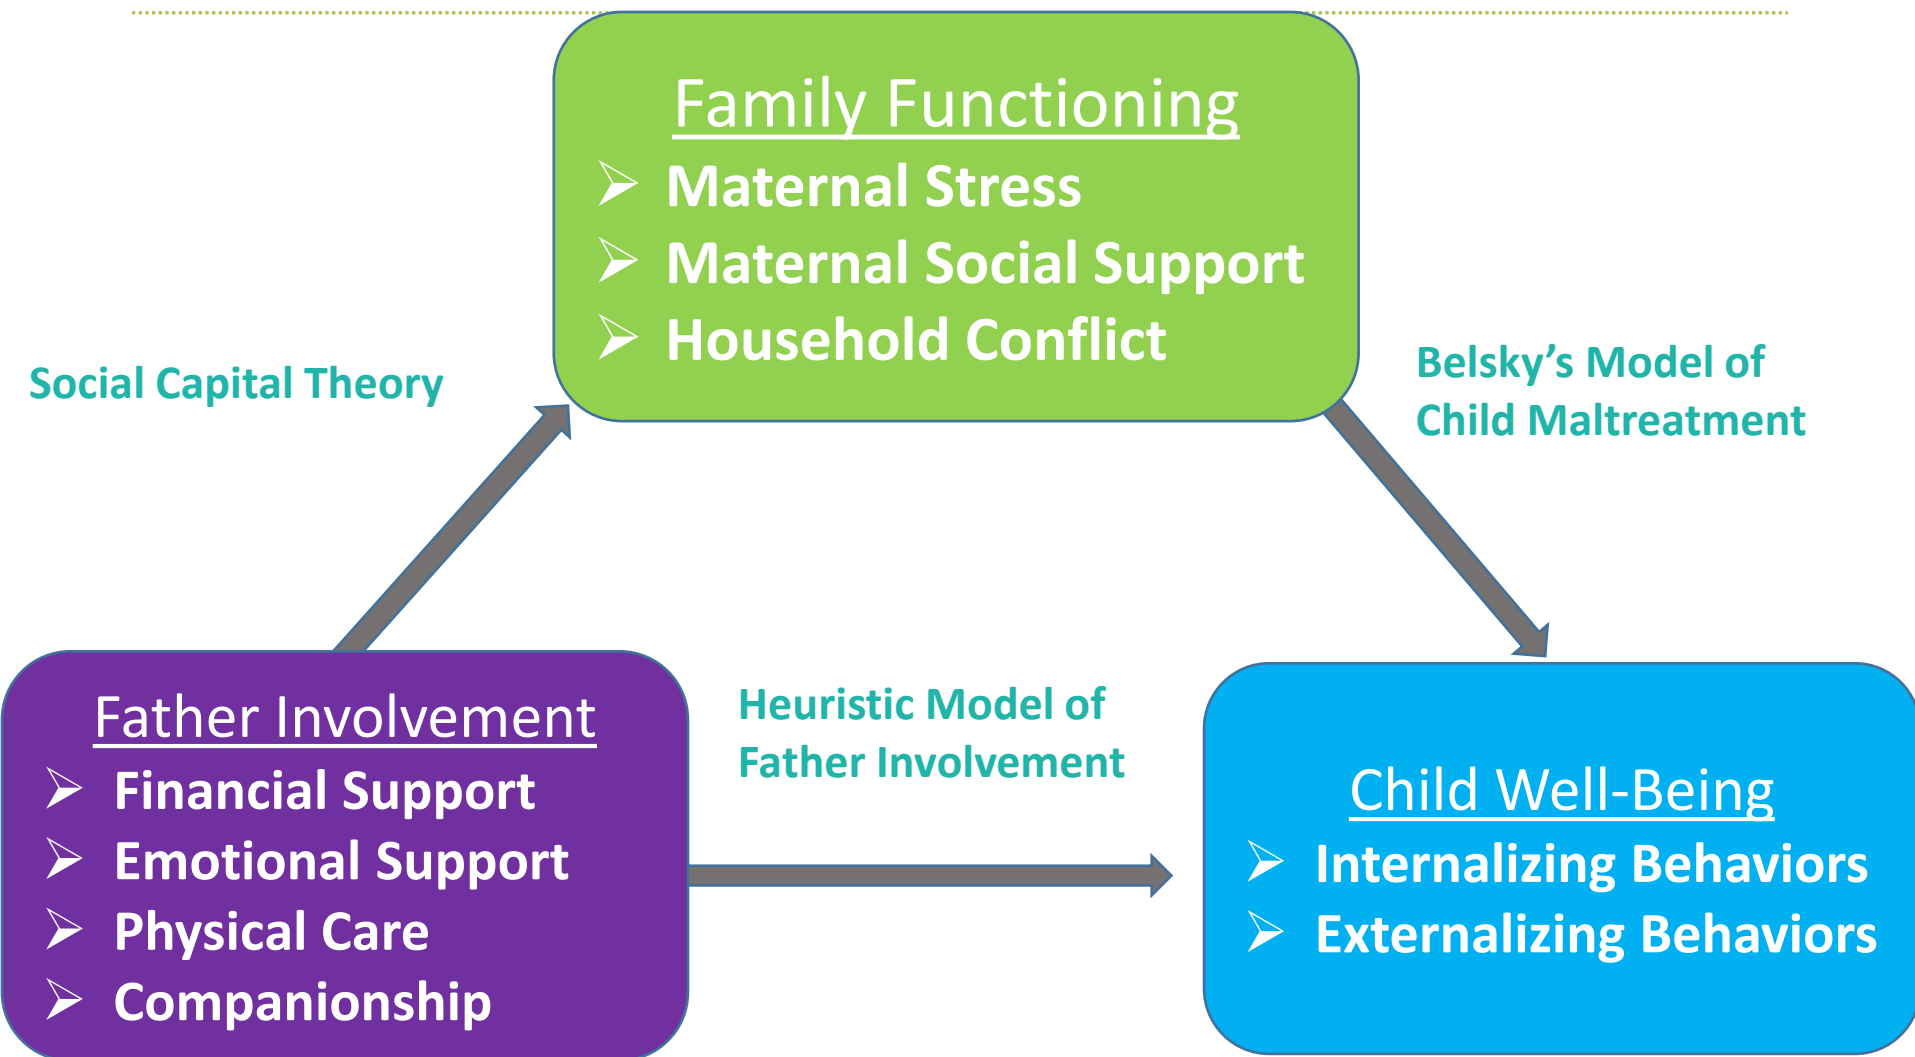 Family Functioning
Maternal Stress
Maternal Social Support
Household Conflict
Social Capital Theory
Belsky’s Model of
Child Maltreatment
Father Involvement
Financial Support
Emotional Support
Physical Care
Companionship
Heuristic Model of
Father Involvement
Child Well-Being
Internalizing Behaviors
Externalizing Behaviors